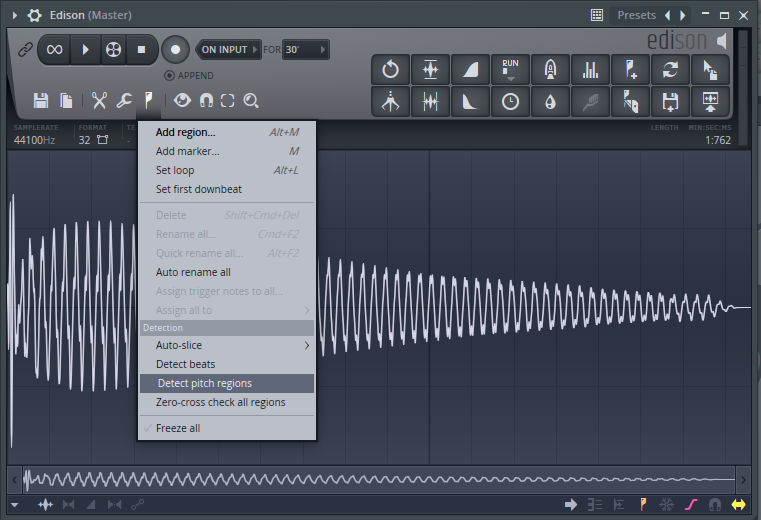 Edison (Master)
Presets
ON INPUT
FOR
30'
edison
APPEND
RUN
SAMPLERATE
FORMAT
LENGTH
MIN:SEC:MS
44100Hz
32
1:762
Add region... Alt+M
Add marker... M
Set loop Alt+L
Set first downbeat
Delete Shift+Cmd+Del
Rename all... Cmd+F2
Quick rename all... Alt+F2
Auto rename all
Assign trigger notes to all...
Assign all to
Detection
Auto-slice
Detect beats
Detect pitch regions
Zero-cross check all regions
Freeze all